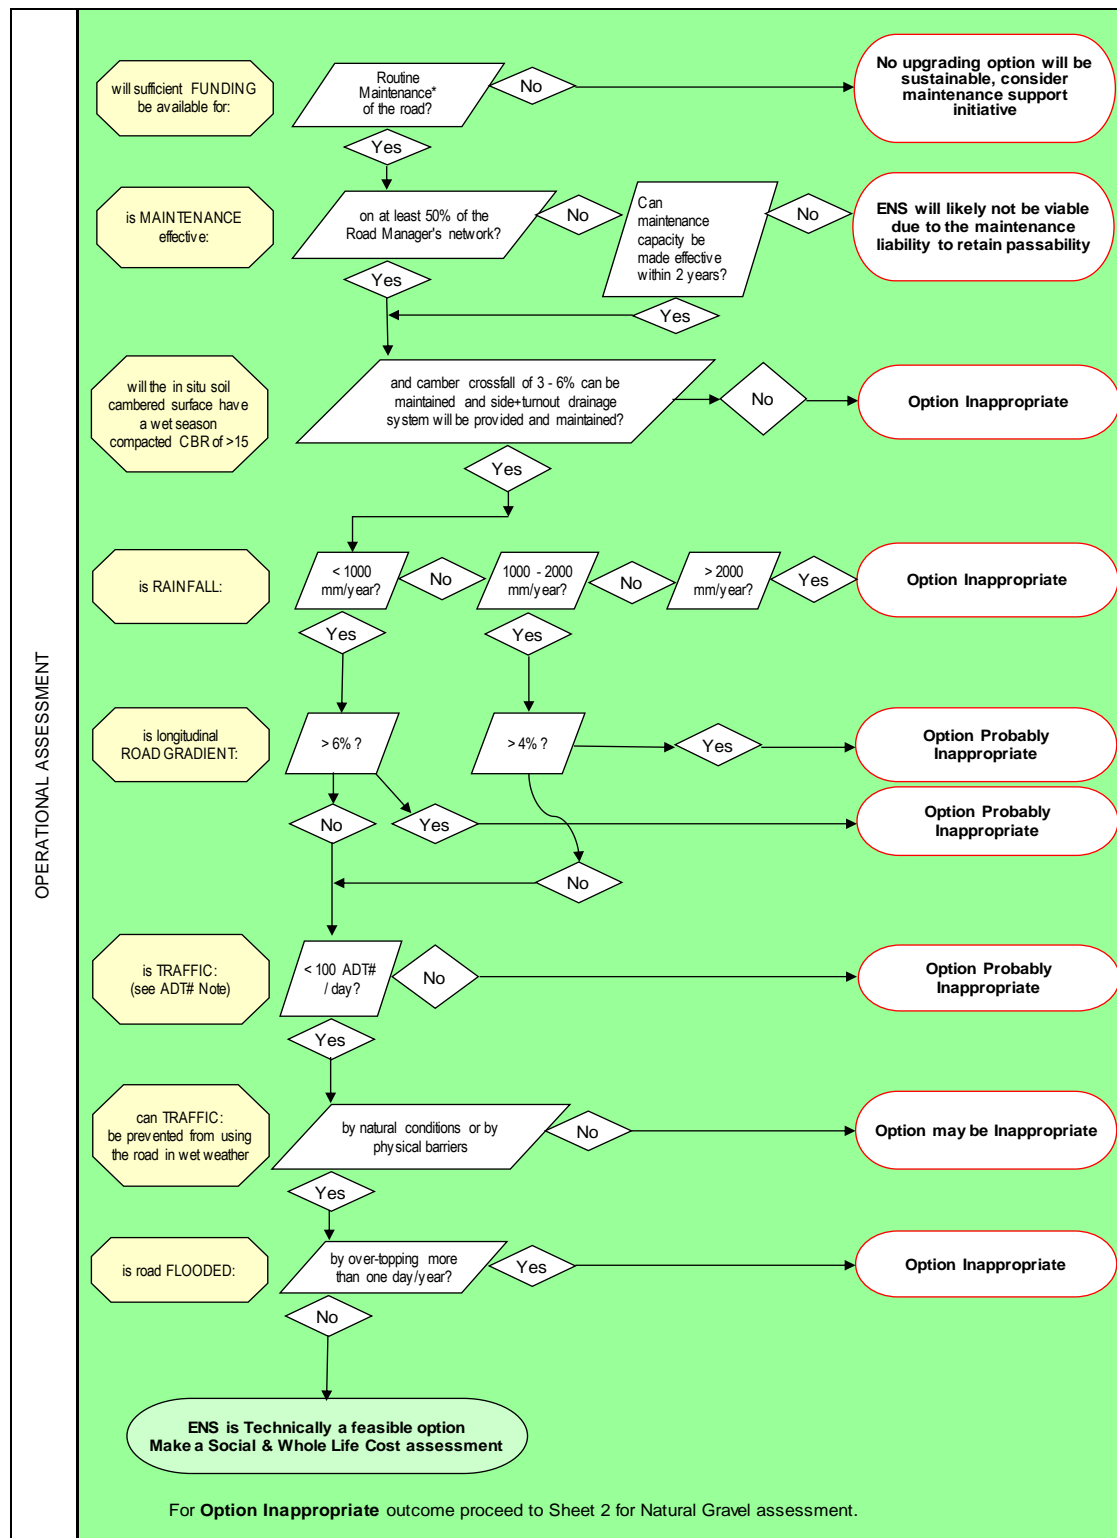 OPERATIONAL ASSESSMENT
will sufficient FUNDING
be available for:
Routine
Maintenance*
of the road?
No
No upgrading option will be
sustainable, consider
maintenance support
initiative
Yes
is MAINTENANCE
effective:
on at least 50% of the
Road Manager's network?
No
Can
maintenance
capacity be
made effective
within 2 years?
No
ENS will likely not be viable
due to the maintenance
liability to retain passability
Yes
Yes
will the in situ soil
cambered surface have
a wet season
compacted CBR of >15
and camber crossfall of 3 - 6% can be
maintained and side+turnout drainage
system will be provided and maintained?
No
Option Inappropriate
Yes
is RAINFALL:
< 1000
mm/year?
No
1000 - 2000
mm/year?
No
> 2000
mm/year?
Yes
Option Inappropriate
Yes
Yes
is longitudinal
ROAD GRADIENT:
> 6% ?
> 4% ?
Yes
Option Probably
Inappropriate
No
Yes
Option Probably
Inappropriate
No
is TRAFFIC:
(see ADT# Note)
< 100 ADT#
/ day?
No
Option Probably
Inappropriate
Yes
can TRAFFIC:
be prevented from using
the road in wet weather
by natural conditions or by
physical barriers
No
Option may be Inappropriate
Yes
is road FLOODED:
by over-topping more
than one day/year?
Yes
Option Inappropriate
No
ENS is Technically a feasible option
Make a Social & Whole Life Cost assessment
For Option Inappropriate outcome proceed to Sheet 2 for Natural Gravel assessment.